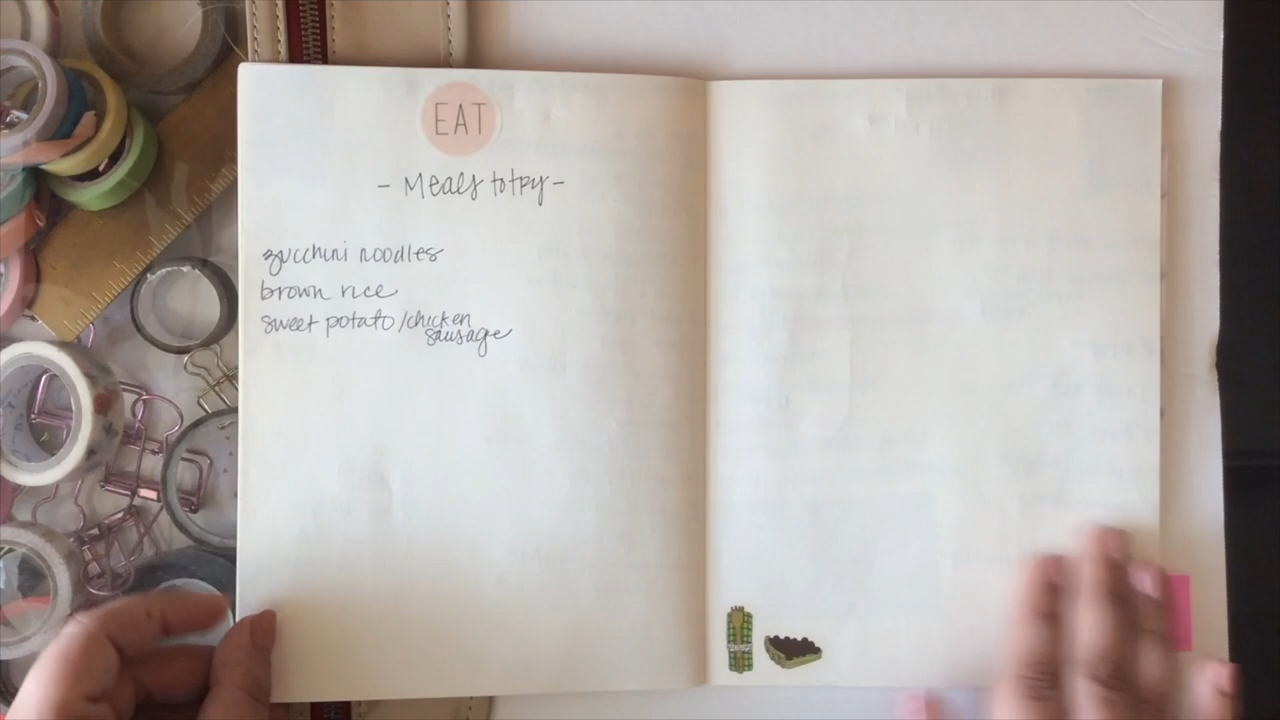 EAT
- Meals to try -
zucchini noodles
brown rice
sweet potato/chicken
sausage